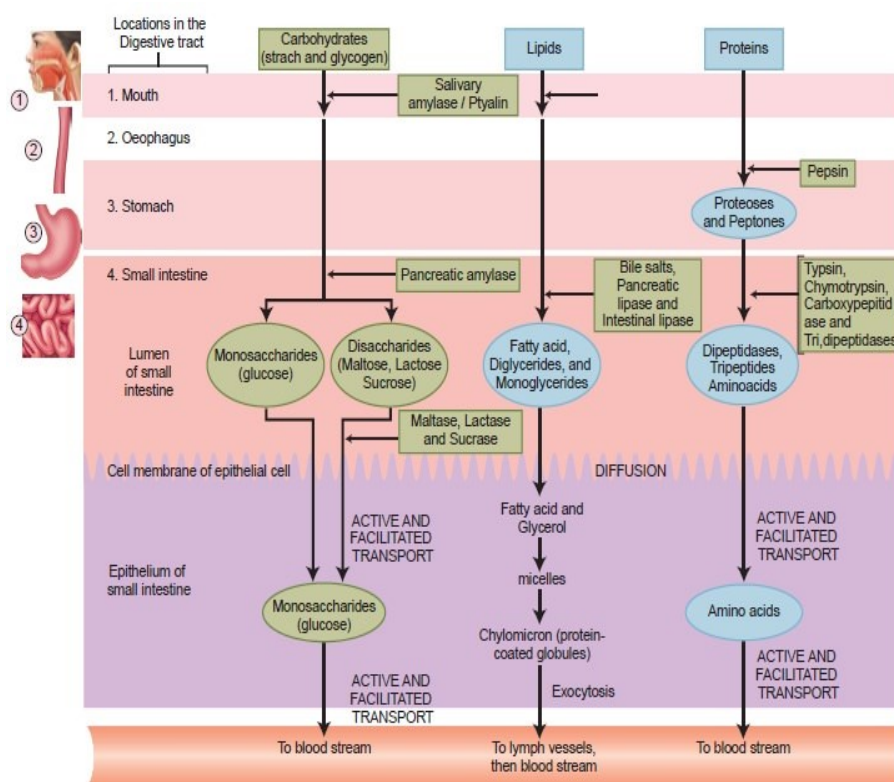 Locations in the
Digestive tract
Carbohydrates
(strach and glycogen)
Lipids
Proteins
1
1. Mouth
Salivary
amylase / Ptyalin
2
2. Oeophagus
3
3. Stomach
Pepsin
Proteoses
and Peptones
4
4. Small intestine
Pancreatic amylase
Bile salts,
Pancreatic
lipase and
Intestinal lipase
Typsin,
Chymotrypsin,
Carboxypepitid
ase and
Tri,dipeptidases
Lumen
of small
intestine
Monosaccharides
(glucose)
Disaccharides
(Maltose, Lactose
Sucrose)
Fatty acid,
Diglycerides, and
Monoglycerides
Dipeptidases,
Tripeptides
Aminoacids
Maltase, Lactase
and Sucrase
Cell membrane of epithelial cell
DIFFUSION
Epithelium of
small intestine
ACTIVE AND
FACILITATED
TRANSPORT
Monosaccharides
(glucose)
ACTIVE AND
FACILITATED
TRANSPORT
To blood stream
Fatty acid and
Glycerol
micelles
Chylomicron (protein-
coated globules)
Exocytosis
To lymph vessels,
then blood stream
ACTIVE AND
FACILITATED
TRANSPORT
Amino acids
ACTIVE AND
FACILITATED
TRANSPORT
To blood stream